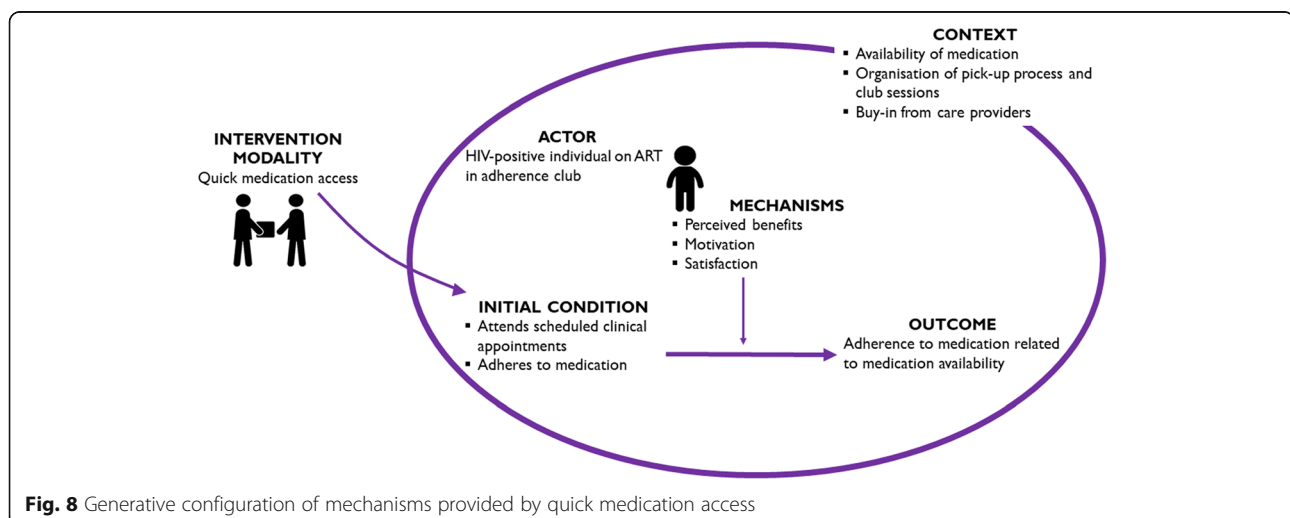 CONTEXT
▪ Availability of medication
▪ Organisation of pick-up process and
club sessions
▪ Buy-in from care providers
INTERVENTION
MODALITY
Quick medication access
ACTOR
HIV-positive individual on ART
in adherence club
MECHANISMS
▪ Perceived benefits
▪ Motivation
▪ Satisfaction
INITIAL CONDITION
▪ Attends scheduled clinical
appointments
▪ Adheres to medication
OUTCOME
Adherence to medication related
to medication availability
Fig. 8 Generative configuration of mechanisms provided by quick medication access